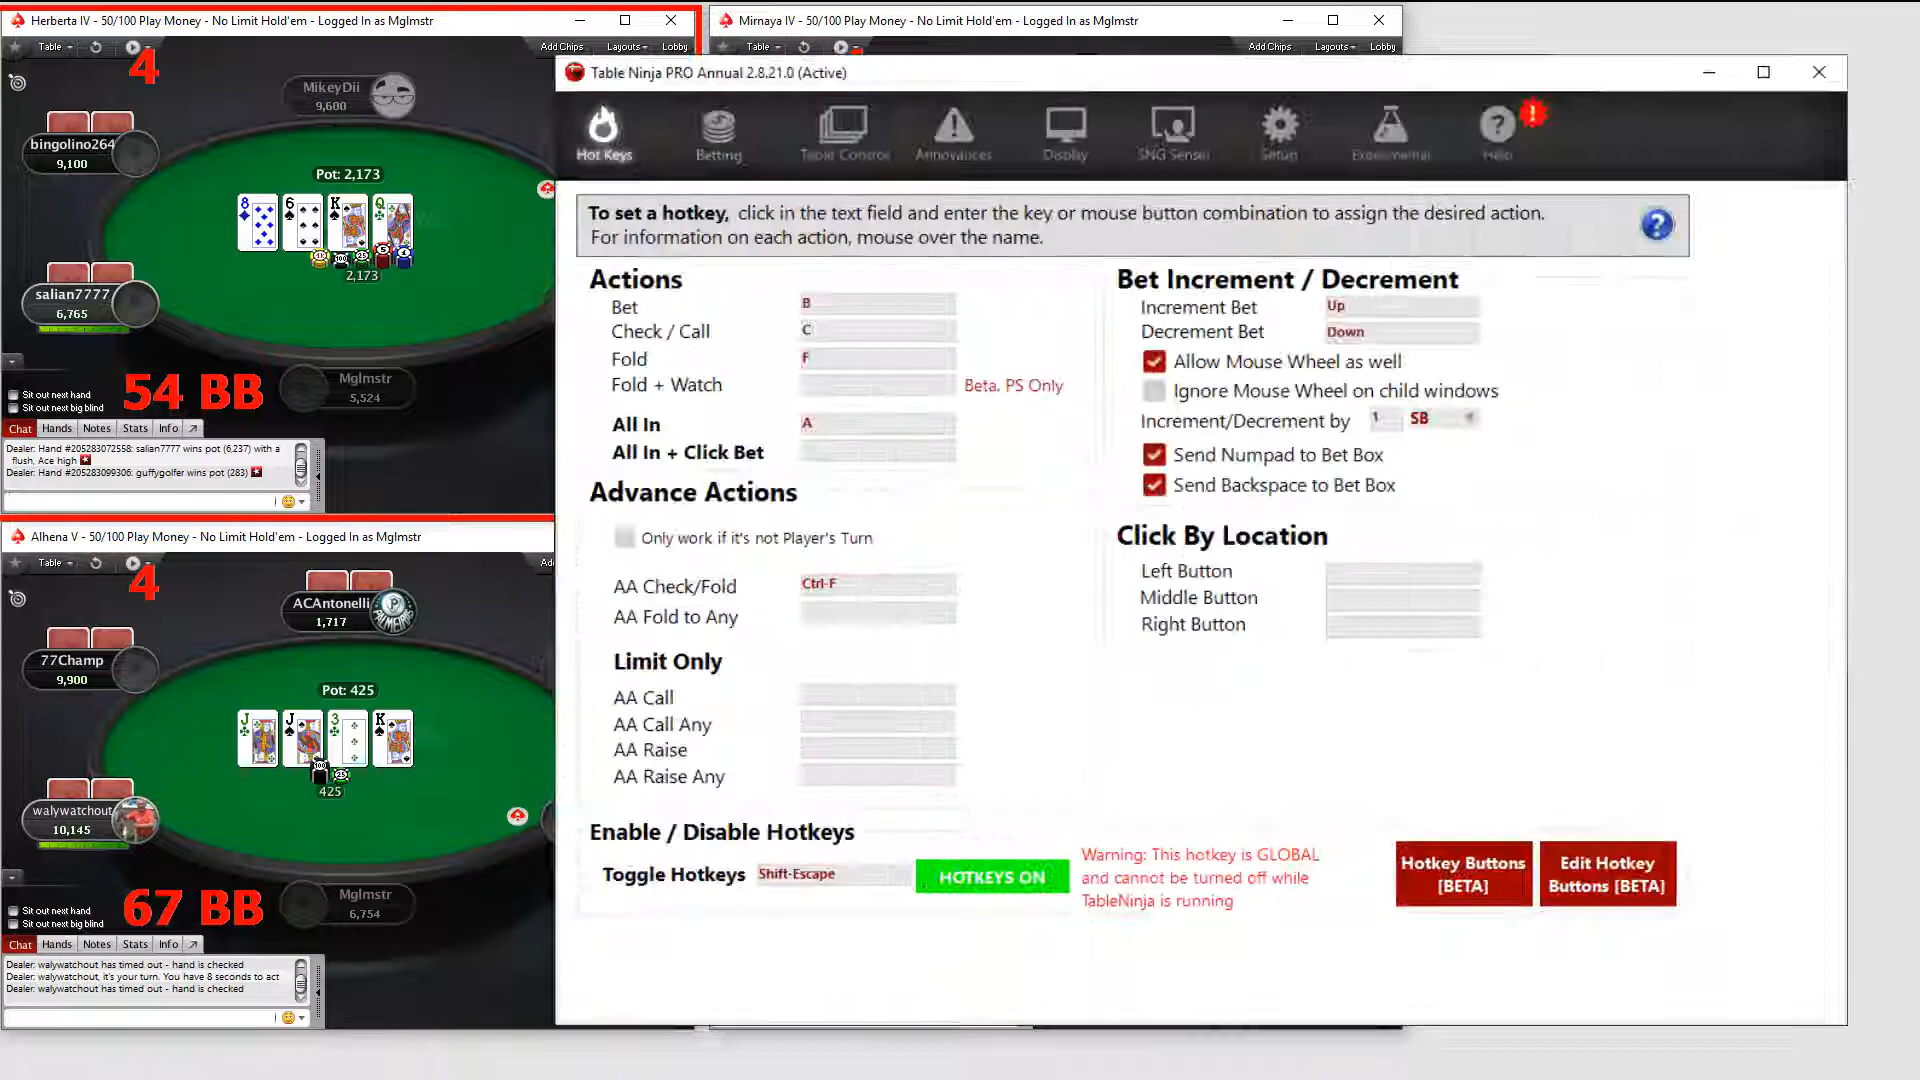 Herberta IV - 50/100 Play Money - No Limit Hold'em - Logged In as Mglmstr
Mirnaya IV - 50/100 Play Money - No Limit Hold'em - Logged In as Mglmstr
Table
Add Chips
Layouts
Lobby
Table
Add Chips
Layouts
Lobby
4
MikeyDii
9,600
bingolino264
9,100
Pot: 2,173
8
6
K
Q
2,173
salian7777
6,765
Mglmstr
5,524
Sit out next hand
Sit out next big blind
54 BB
Chat
Hands
Notes
Stats
Info
Dealer: Hand #205283072558: salian7777 wins pot (6,237) with a
flush, Ace high
Dealer: Hand #205283099306: guffygolfer wins pot (283)
Alhena V - 50/100 Play Money - No Limit Hold'em - Logged In as Mglmstr
Table
Ad
4
ACAntonelli
1,717
77Champ
9,900
Pot: 425
J
J
3
K
425
walywatchout
10,145
Mglmstr
6,754
Sit out next hand
Sit out next big blind
67 BB
Chat
Hands
Notes
Stats
Info
Dealer: walywatchout has timed out - hand is checked
Dealer: walywatchout, it's your turn. You have 8 seconds to act
Dealer: walywatchout has timed out - hand is checked
Table Ninja PRO Annual 2.8.21.0 (Active)
Hot Keys
Betting
Table Control
Annoyances
Display
SNG Sensei
Setup
Experimental
Help
To set a hotkey, click in the text field and enter the key or mouse button combination to assign the desired action.
For information on each action, mouse over the name.
Actions
Bet B
Check / Call C
Fold F
Fold + Watch Beta. PS Only
All In A
All In + Click Bet
Advance Actions
Only work if it's not Player's Turn
AA Check/Fold Ctrl-F
AA Fold to Any
Limit Only
AA Call
AA Call Any
AA Raise
AA Raise Any
Enable / Disable Hotkeys
Toggle Hotkeys Shift-Escape HOTKEYS ON
Warning: This hotkey is GLOBAL
and cannot be turned off while
TableNinja is running
Bet Increment / Decrement
Increment Bet Up
Decrement Bet Down
Allow Mouse Wheel as well
Ignore Mouse Wheel on child windows
Increment/Decrement by 1 SB
Send Numpad to Bet Box
Send Backspace to Bet Box
Click By Location
Left Button
Middle Button
Right Button
Hotkey Buttons
[BETA]
Edit Hotkey
Buttons [BETA]